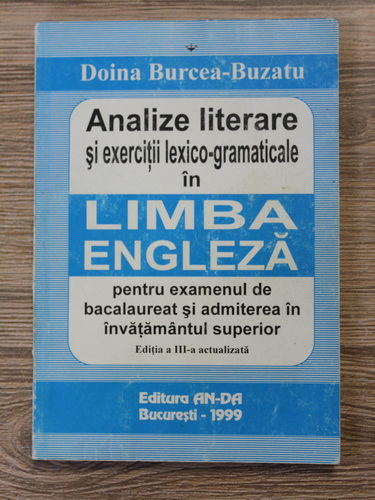 Doina Burcea-Buzatu
Analize literare
şi exerciţii lexico-gramaticale
în
LIMBA
ENGLEZĂ
pentru examenul de
bacalaureat şi admiterea în
învăţământul superior
Ediţia a III-a actualizată
Editura AN-DA
Bucureşti - 1999